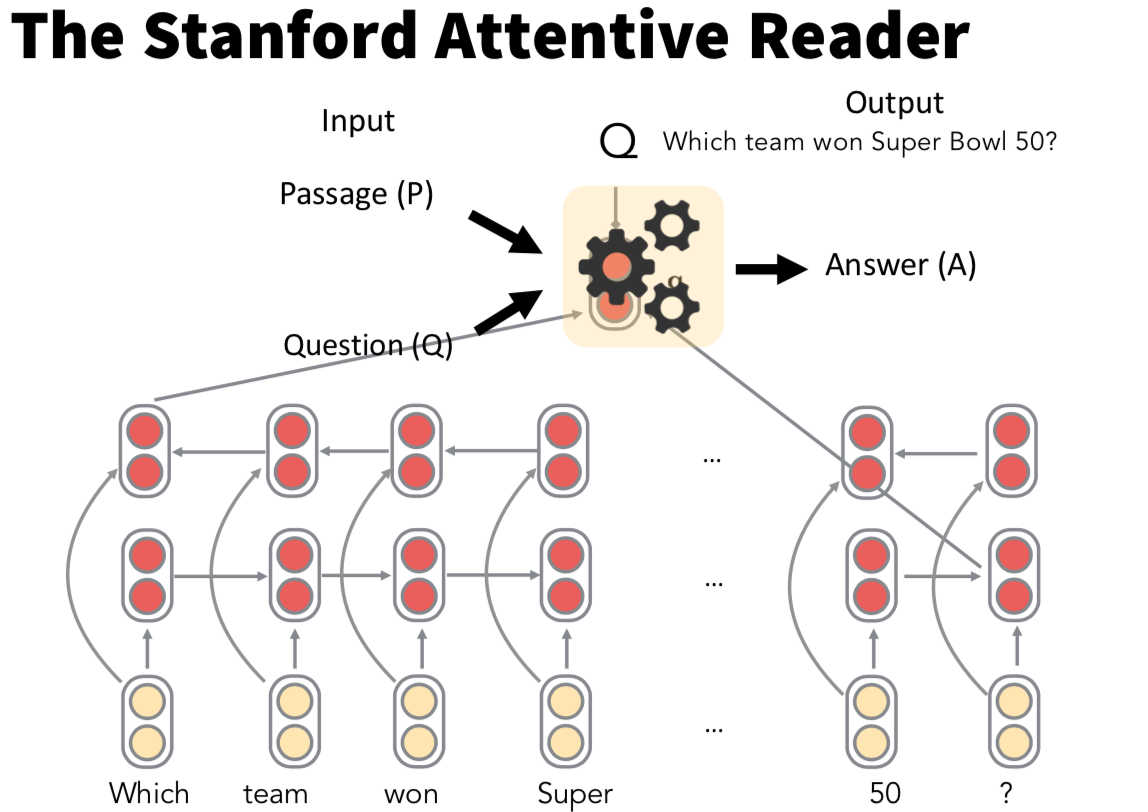 The Stanford Attentive Reader
Input
Output
Q Which team won Super Bowl 50?
Passage (P)
Answer (A)
Question (Q)
...
...
...
Which team won Super 50 ?